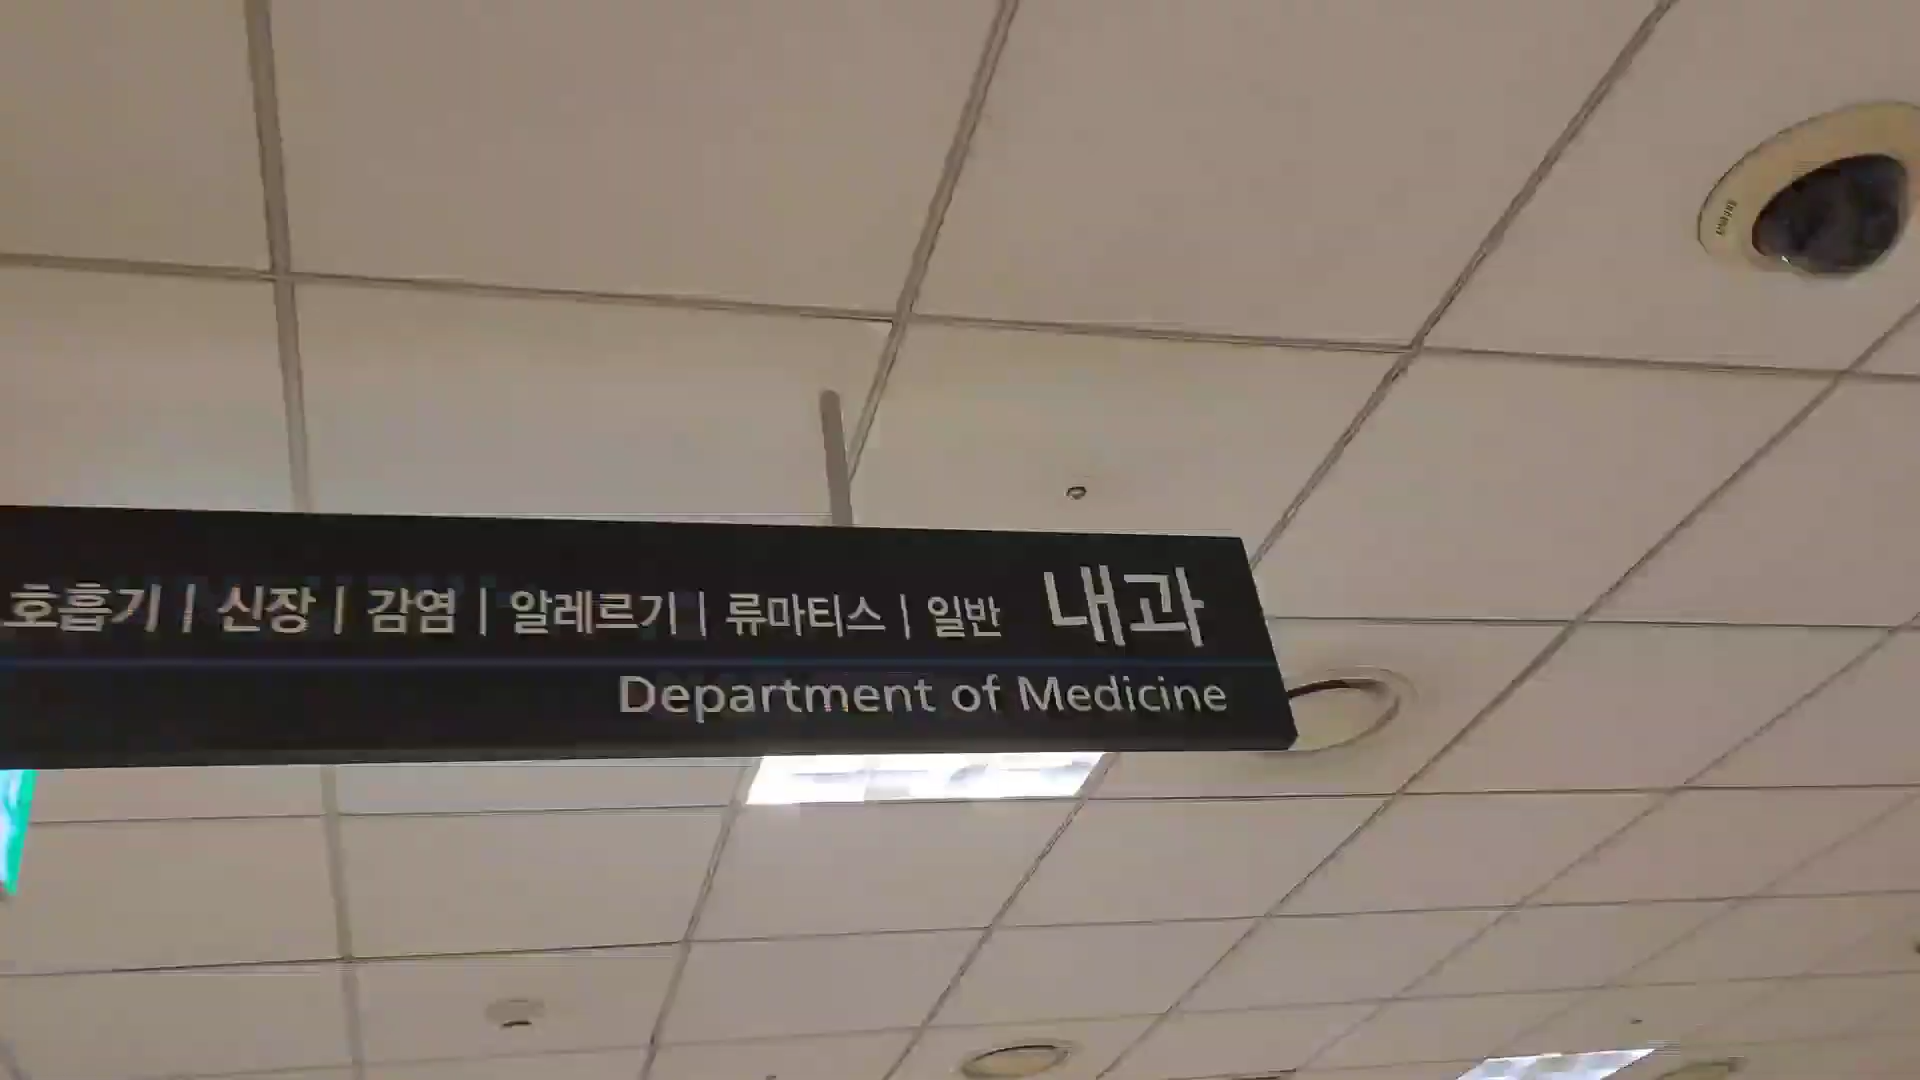 호흡기 | 신장 | 감염 | 알레르기 | 류마티스 | 일반 내과
Department of Medicine